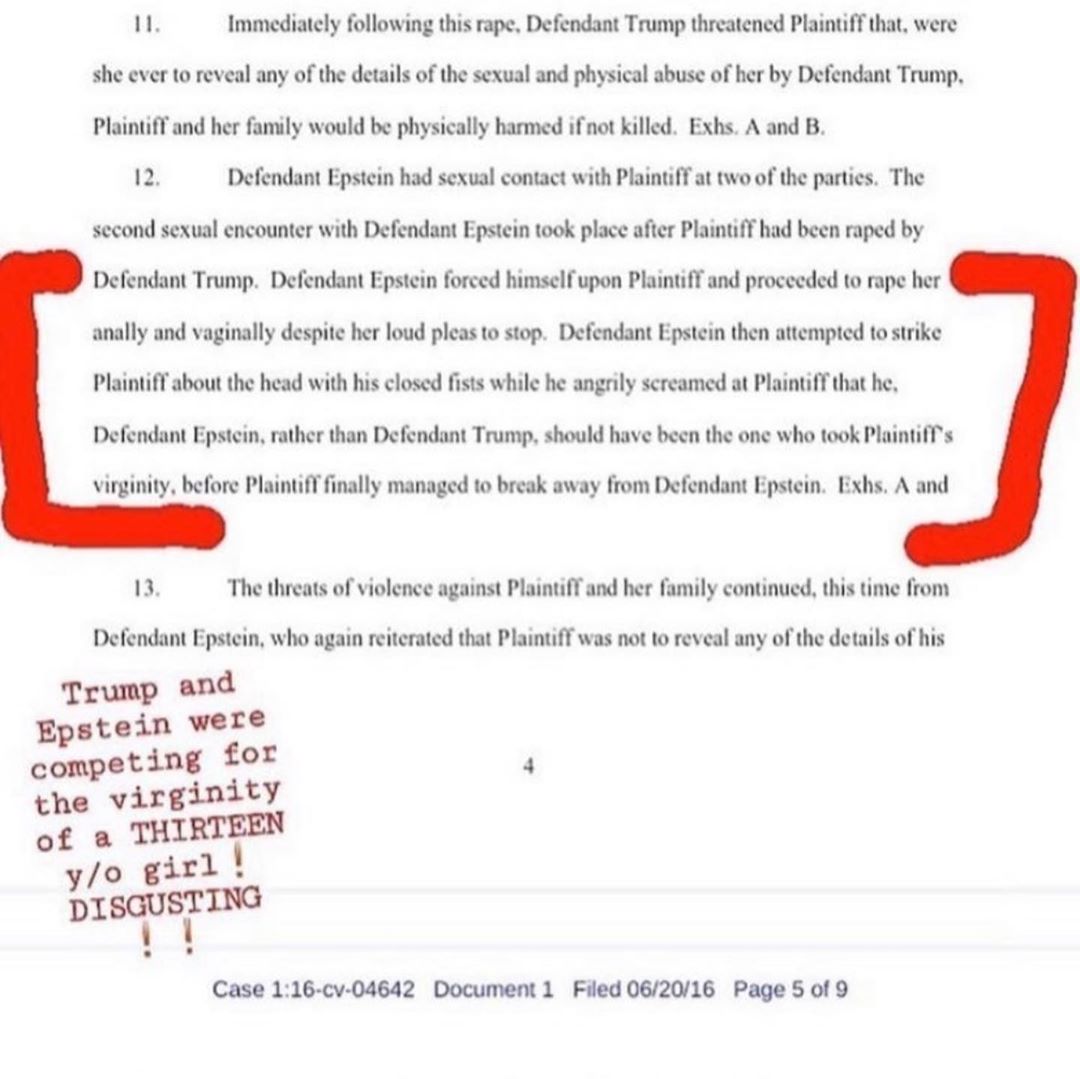 11. Immediately following this rape, Defendant Trump threatened Plaintiff that, were
she ever to reveal any of the details of the sexual and physical abuse of her by Defendant Trump,
Plaintiff and her family would be physically harmed if not killed. Exhs. A and B.
12. Defendant Epstein had sexual contact with Plaintiff at two of the parties. The
second sexual encounter with Defendant Epstein took place after Plaintiff had been raped by
Defendant Trump. Defendant Epstein forced himself upon Plaintiff and proceeded to rape her
anally and vaginally despite her loud pleas to stop. Defendant Epstein then attempted to strike
Plaintiff about the head with his closed fists while he angrily screamed at Plaintiff that he,
Defendant Epstein, rather than Defendant Trump, should have been the one who took Plaintiff's
virginity, before Plaintiff finally managed to break away from Defendant Epstein. Exhs. A and
13. The threats of violence against Plaintiff and her family continued, this time from
Defendant Epstein, who again reiterated that Plaintiff was not to reveal any of the details of his
Trump and
Epstein were
competing for
the virginity
of a THIRTEEN
y/o girl !
DISGUSTING
! !
4
Case 1:16-cv-04642 Document 1 Filed 06/20/16 Page 5 of 9